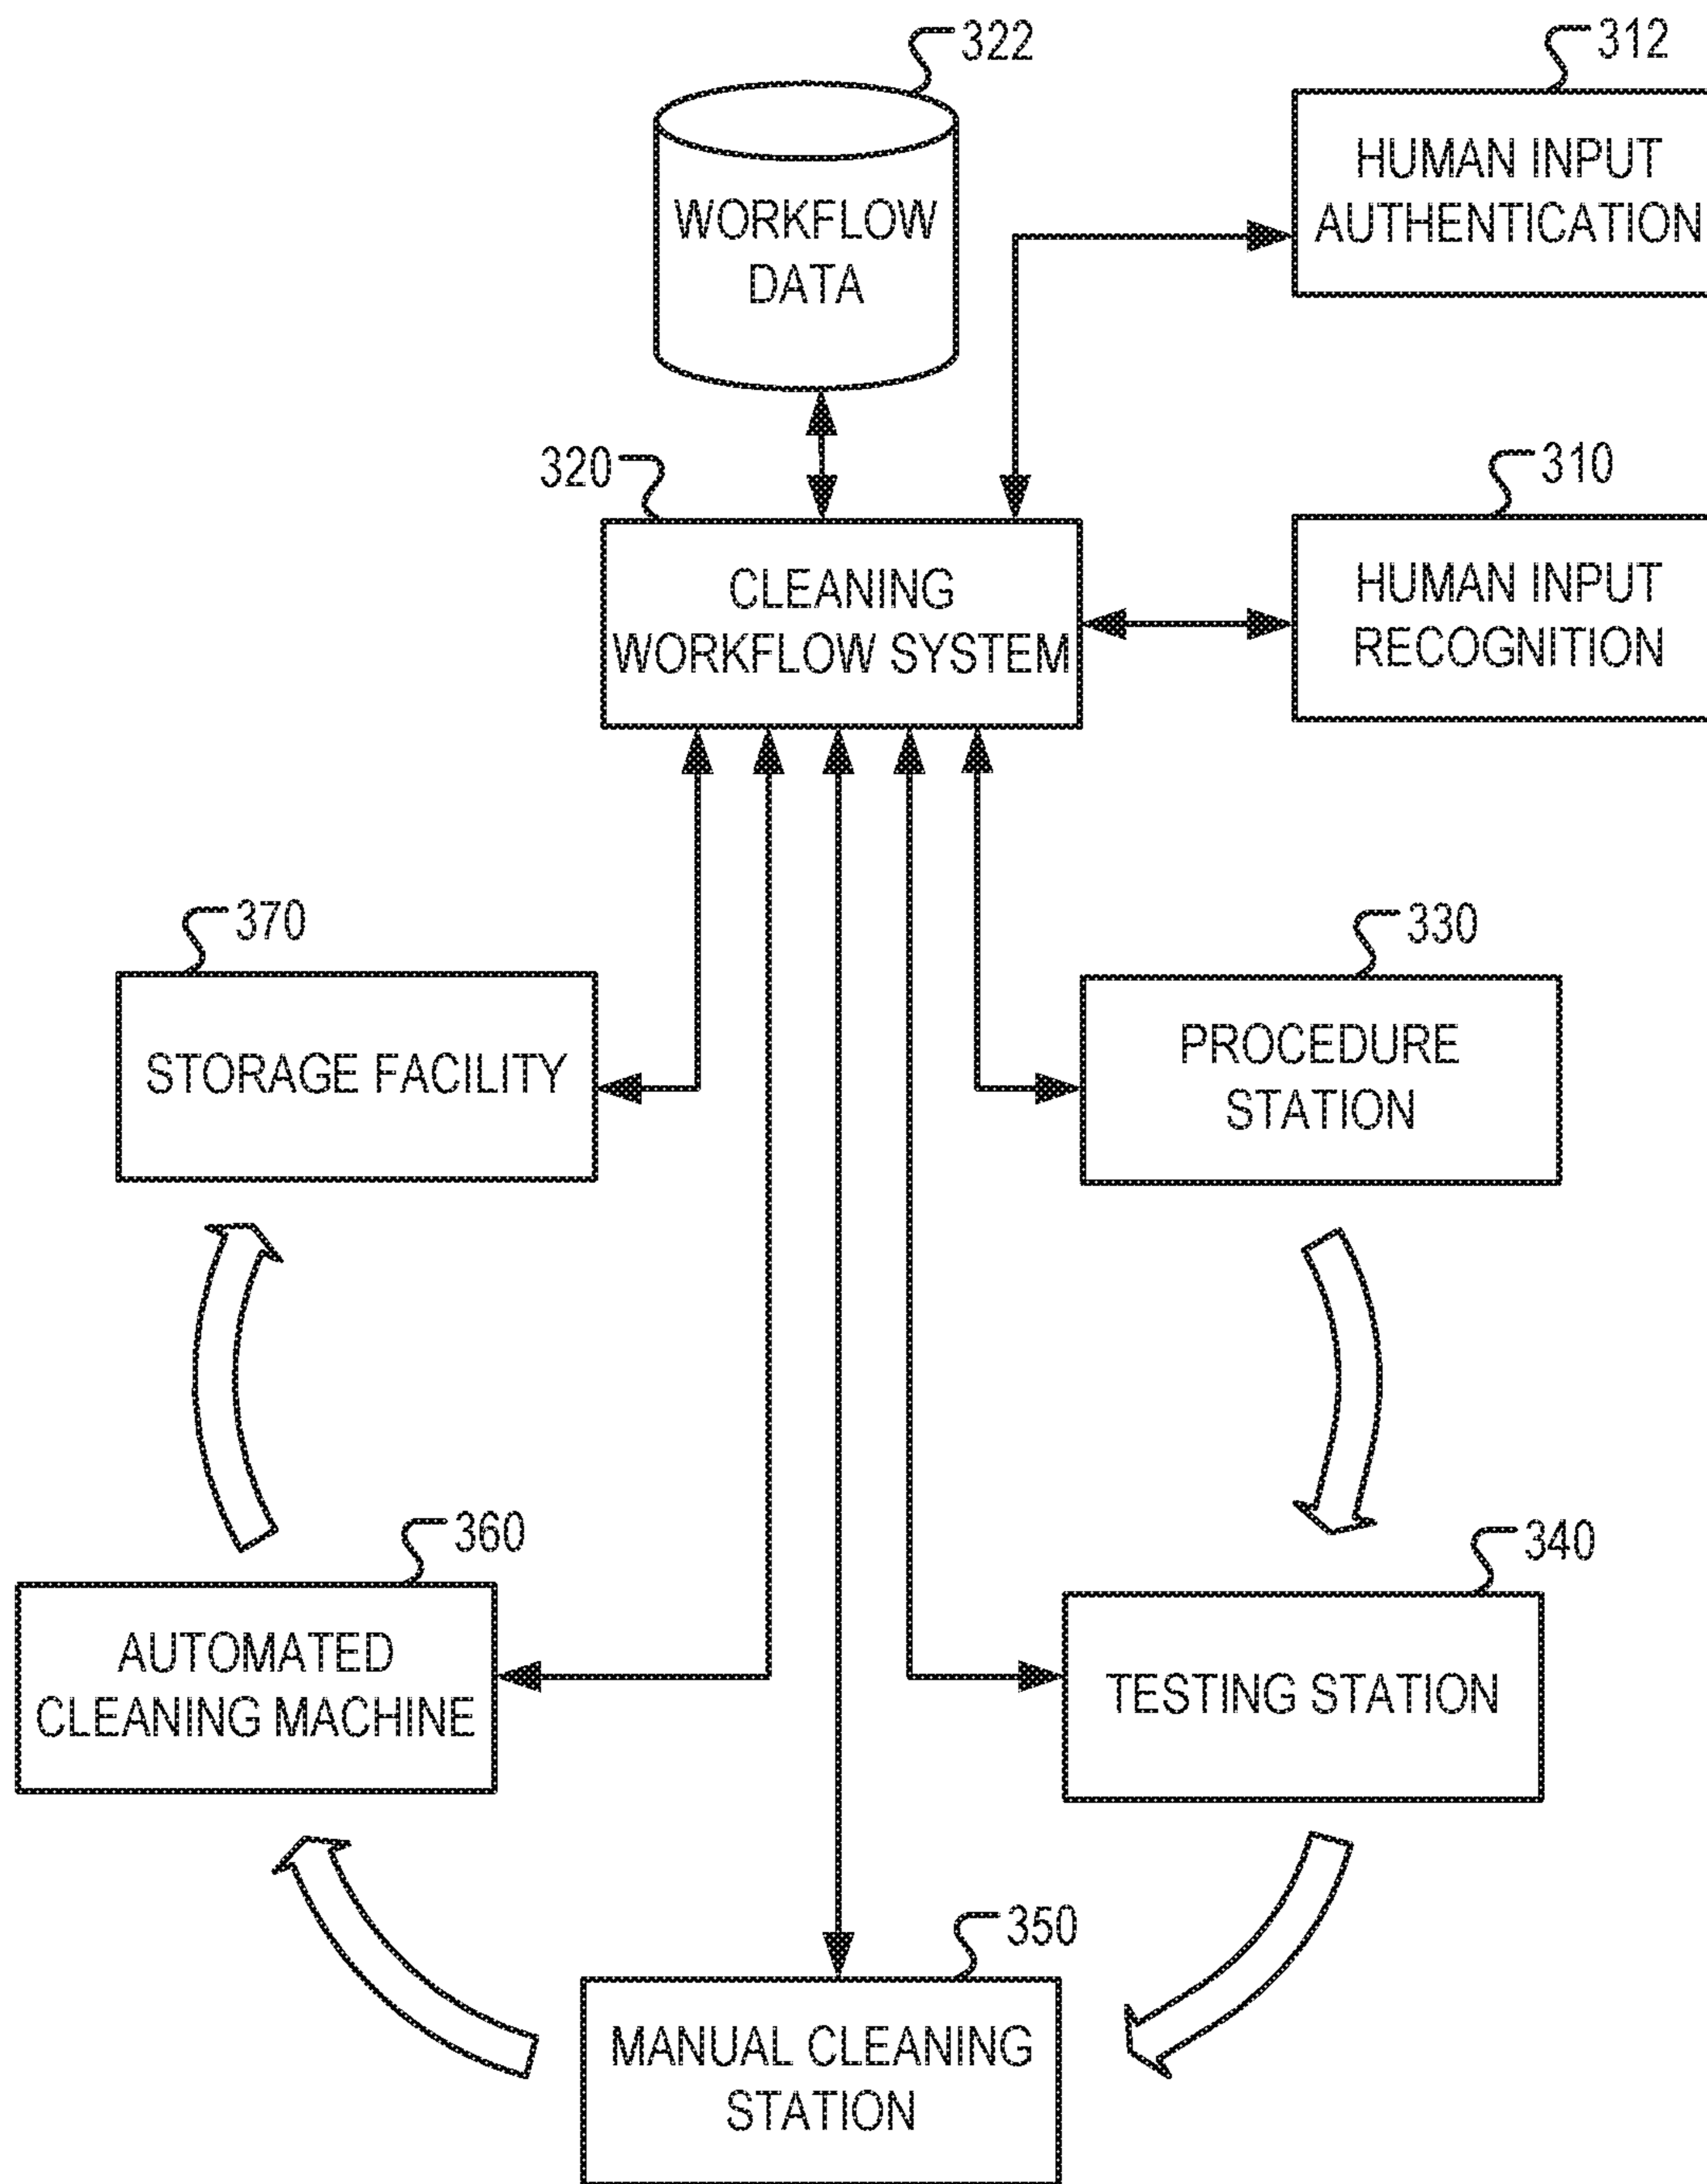 322
312
WORKFLOW
DATA
HUMAN INPUT
AUTHENTICATION
320
310
CLEANING
WORKFLOW SYSTEM
HUMAN INPUT
RECOGNITION
370
330
STORAGE FACILITY
PROCEDURE
STATION
360
340
AUTOMATED
CLEANING MACHINE
TESTING STATION
350
MANUAL CLEANING
STATION